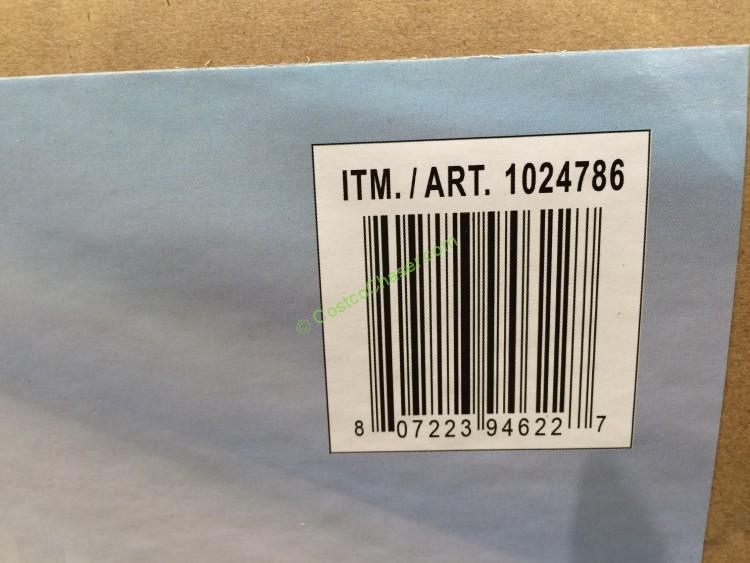 ITM. / ART. 1024786
© CostcoChaser.com
8 07223 94622 7